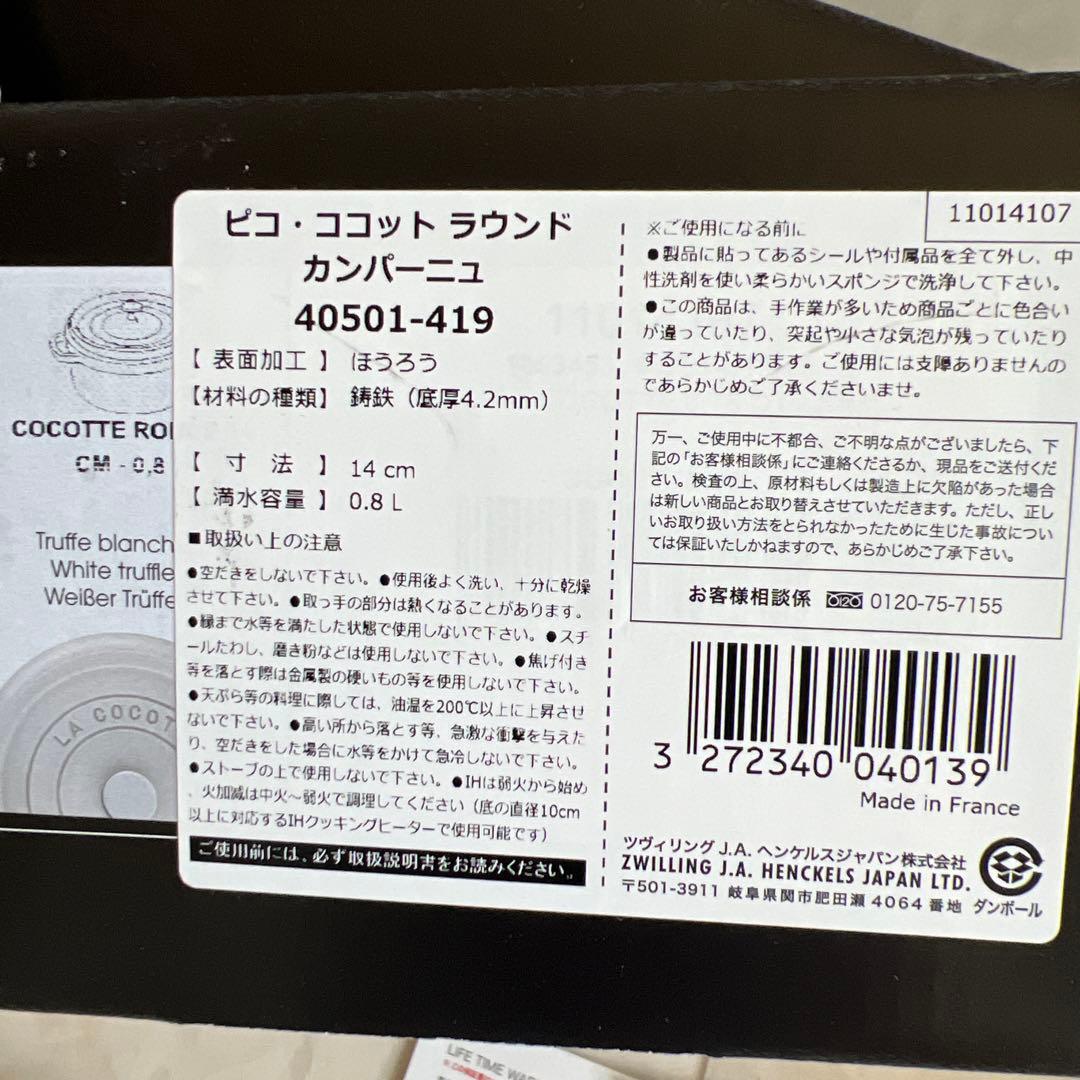 ピコ・ココット ラウンド
カンパーニュ
40501-419
【 表面加工 】 ほうろう
【材料の種類】 鋳鉄（底厚4.2mm）
【 寸 法 】 14 cm
【 満水容量 】 0.8 L
■取扱い上の注意
●空だきをしないで下さい。●使用後よく洗い、十分に乾燥
させて下さい。●取っ手の部分は熱くなることがあります。
●縁まで水等を満たした状態で使用しないで下さい。●スチ
ールたわし、磨き粉などは使用しないで下さい。●焦げ付き
等を落とす際は金属製の硬いもの等を使用しないで下さい。
●天ぷら等の料理に際しては、油温を200℃以上に上昇させ
ないで下さい。●高い所から落とす等、急激な衝撃を与えた
り、空だきをした場合に水等をかけて急冷しないで下さい。
●ストーブの上で使用しないで下さい。●IHは弱火から始め
、火加減は中火～弱火で調理してください（底の直径10cm
以上に対応するIHクッキングヒーターで使用可能です）
ご使用前には、必ず取扱説明書をお読みください。
11014107
※ご使用になる前に
●製品に貼ってあるシールや付属品を全て外し、中
性洗剤を使い柔らかいスポンジで洗浄して下さい。
●この商品は、手作業が多いため商品ごとに色合い
が違っていたり、突起や小さな気泡が残っていたり
することがあります。ご使用には支障ありませんの
であらかじめご了承くださいませ。
万一、ご使用中に不都合、ご不明な点がございましたら、下
記の「お客様相談係」にご連絡くださるか、現品をご送付くだ
さい。検査の上、原材料もしくは製造上に欠陥があった場合
は新しい商品とお取り替えさせていただきます。ただし、正し
いお取り扱い方法をとられなかったために生じた事故につい
ては保証いたしかねますので、あらかじめご了承下さい。
お客様相談係 0120-75-7155
3 272340 040139
Made in France
ツヴィリング J.A. ヘンケルスジャパン株式会社
ZWILLING J.A. HENCKELS JAPAN LTD.
〒501-3911 岐阜県関市肥田瀬 4064 番地 ダンボール
COCOTTE RO
CM - 0,8
Truffe blanch
White truffle
Weißer Trüffe
LA COCOT
LIFE TIME WAR